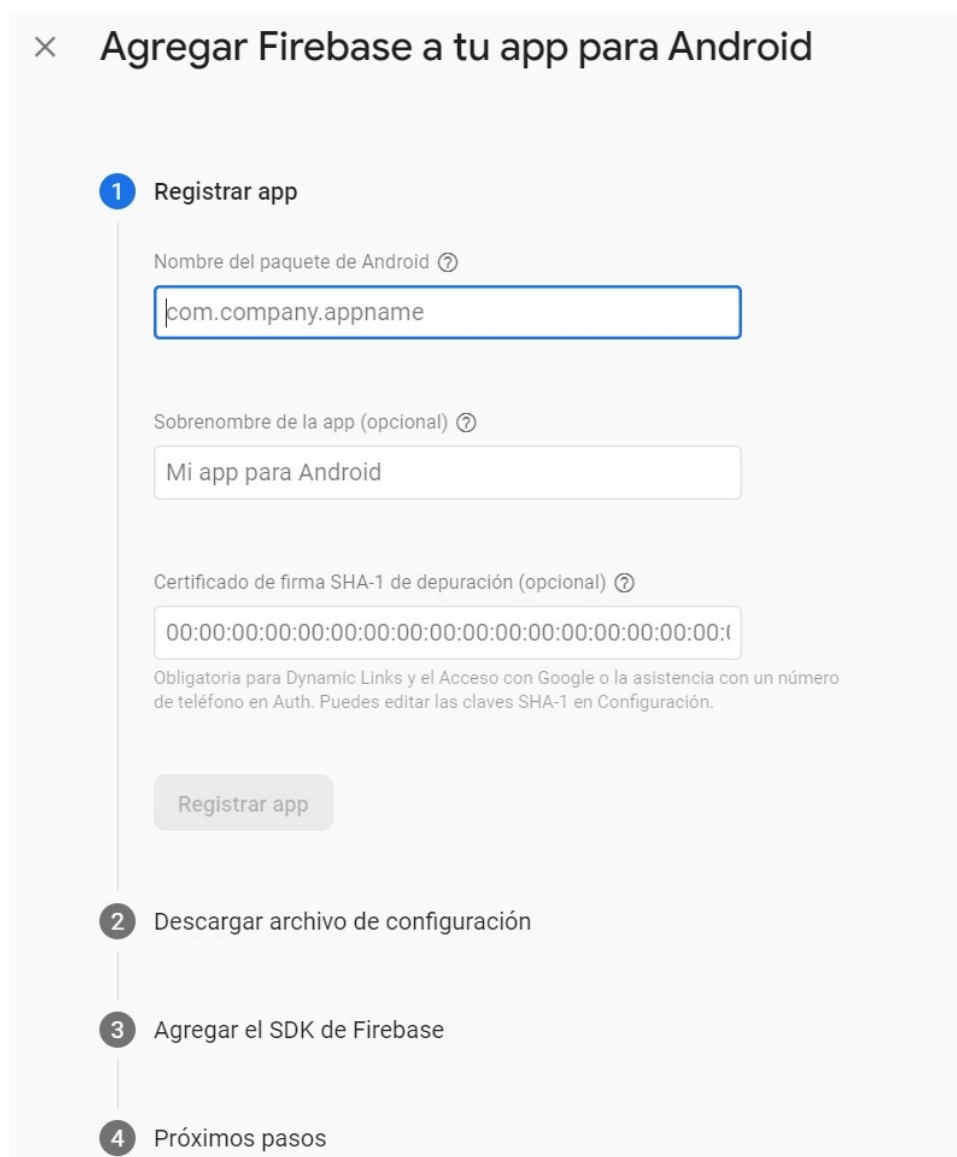 Agregar Firebase a tu app para Android
1 Registrar app
Nombre del paquete de Android
com.company.appname
Sobrenombre de la app (opcional)
Mi app para Android
Certificado de firma SHA-1 de depuración (opcional)
00:00:00:00:00:00:00:00:00:00:00:00:00:00:00:00:00:
Obligatoria para Dynamic Links y el Acceso con Google o la asistencia con un número
de teléfono en Auth. Puedes editar las claves SHA-1 en Configuración.
Registrar app
2 Descargar archivo de configuración
3 Agregar el SDK de Firebase
4 Próximos pasos